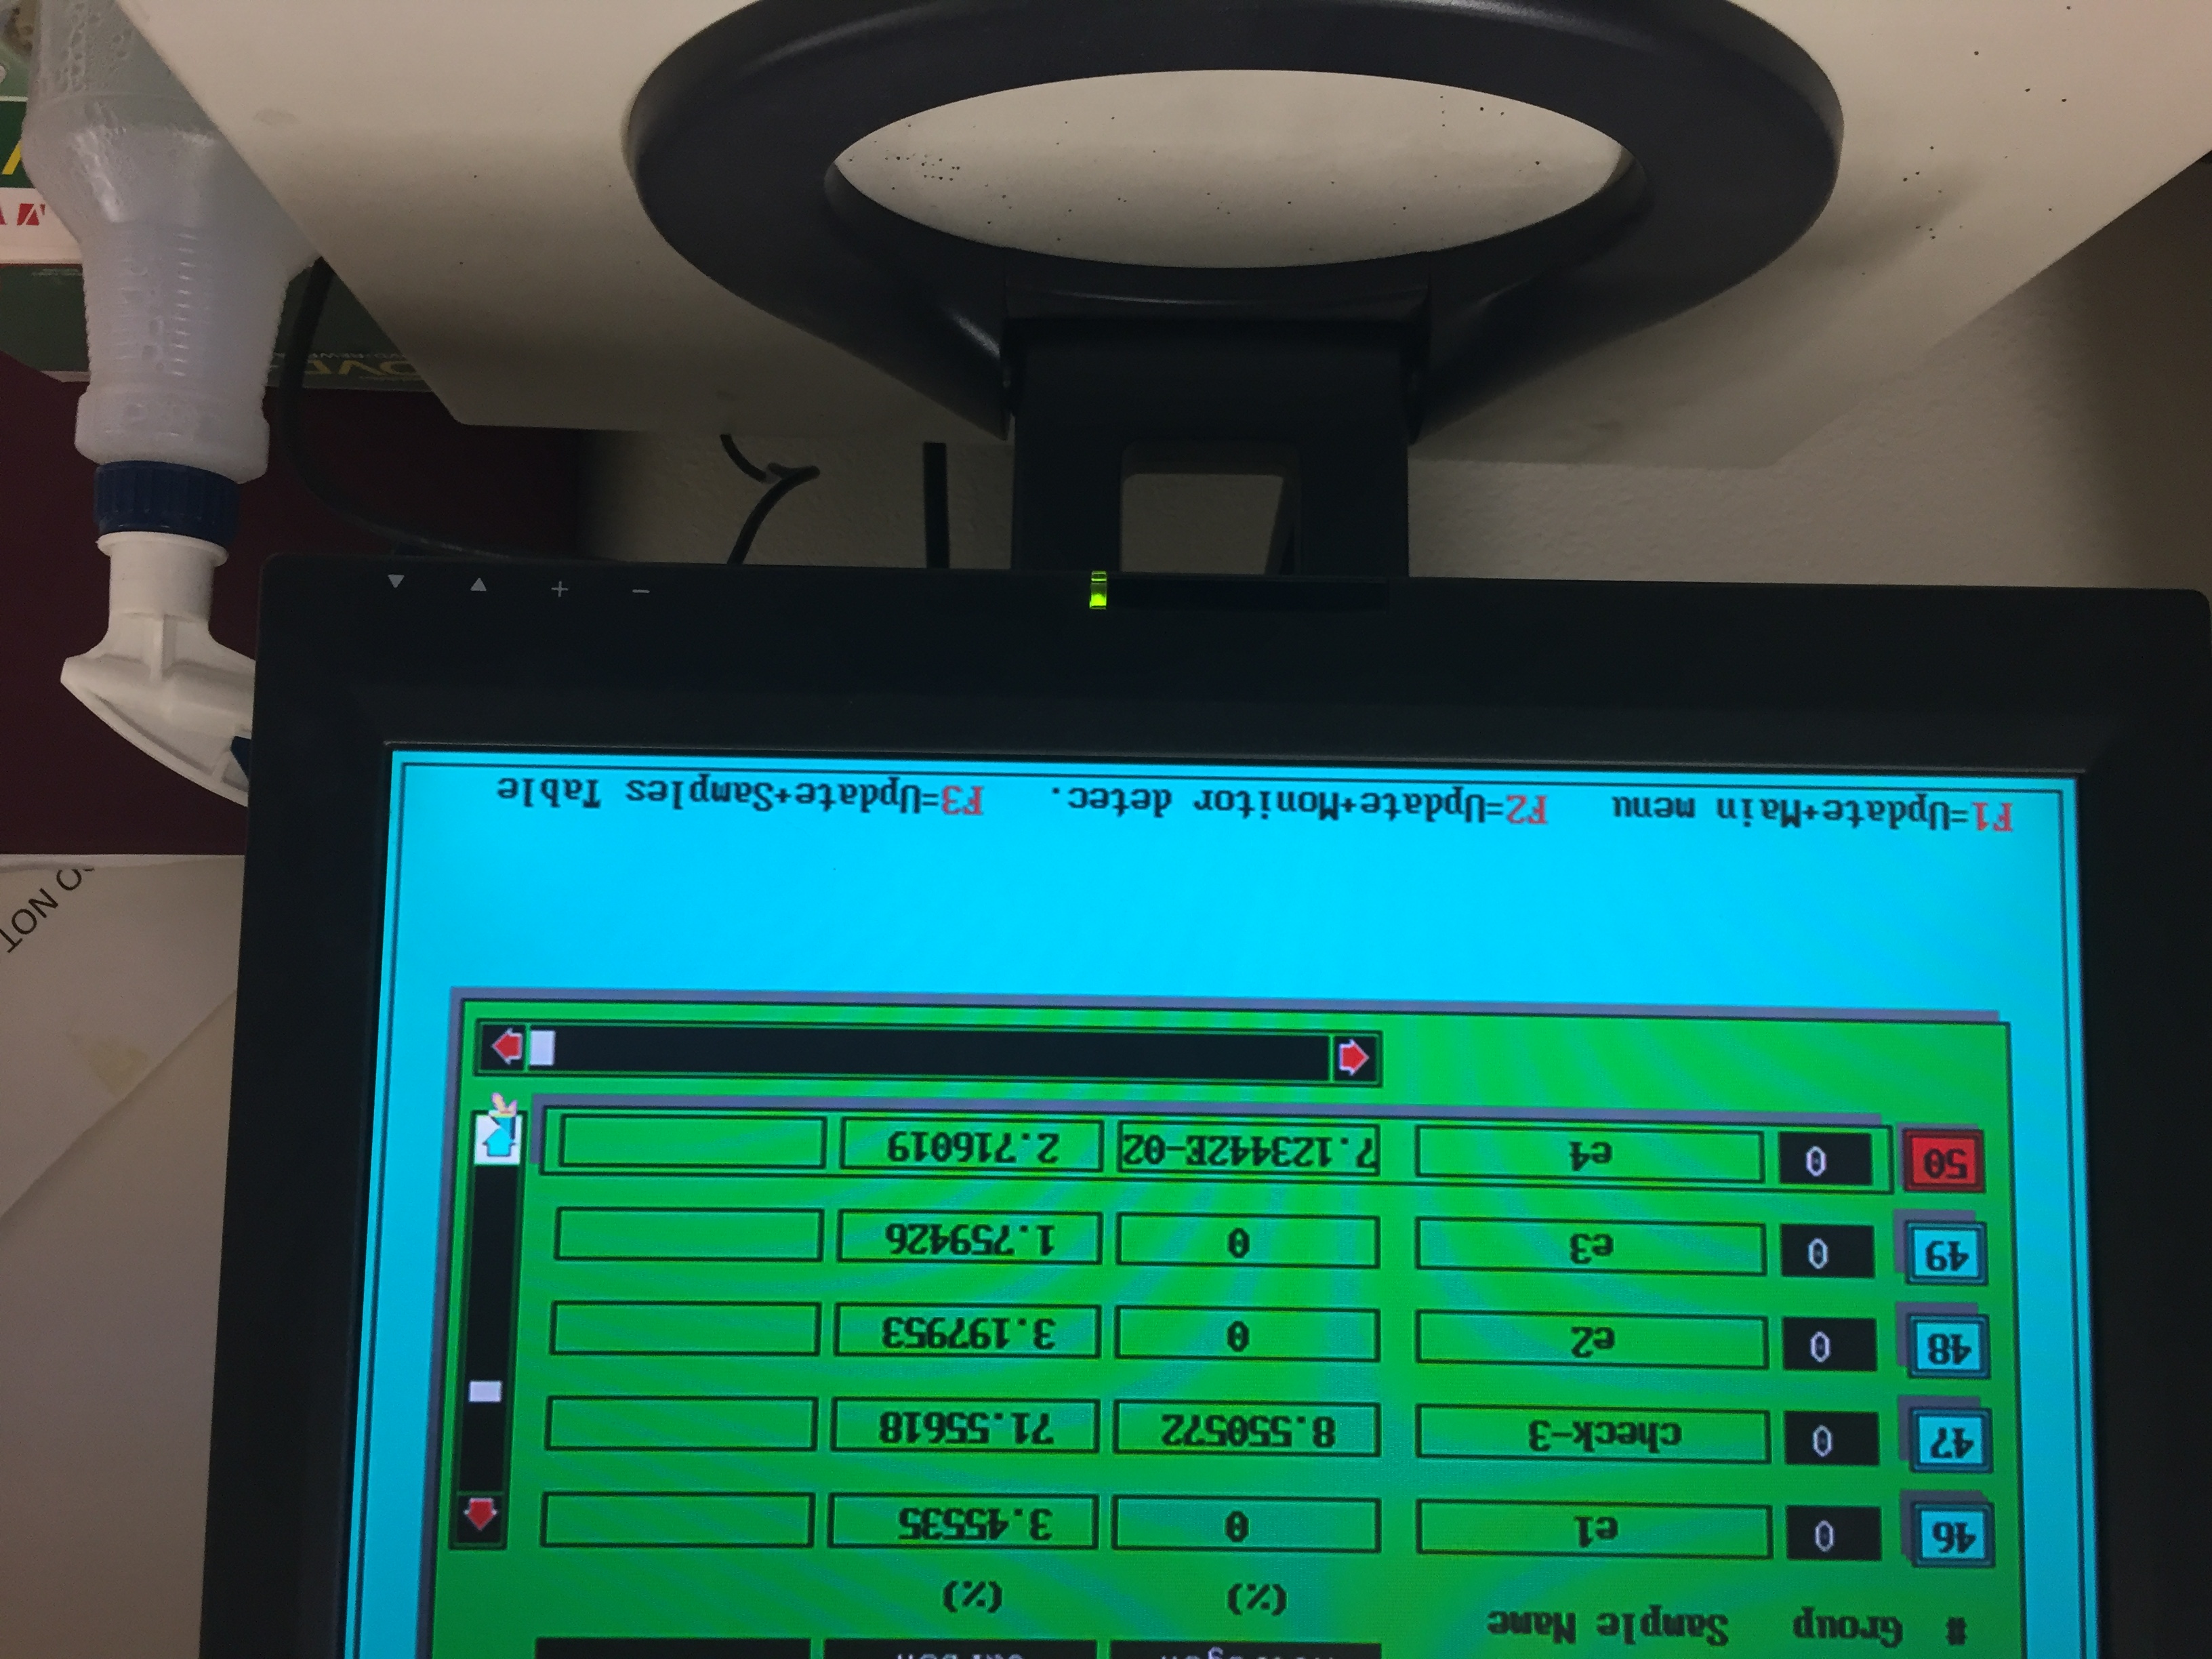 Nitrogen Carbon
# Group Sample Name (%) (%)
46 0 e1 0 3.45535
47 0 check-3 8.550572 71.55618
48 0 e2 0 3.197953
49 0 e3 0 1.759426
50 0 e4 7.123442E-02 2.716019
F1=Update+Main menu F2=Update+Monitor detec. F3=Update+Samples Table
NOT